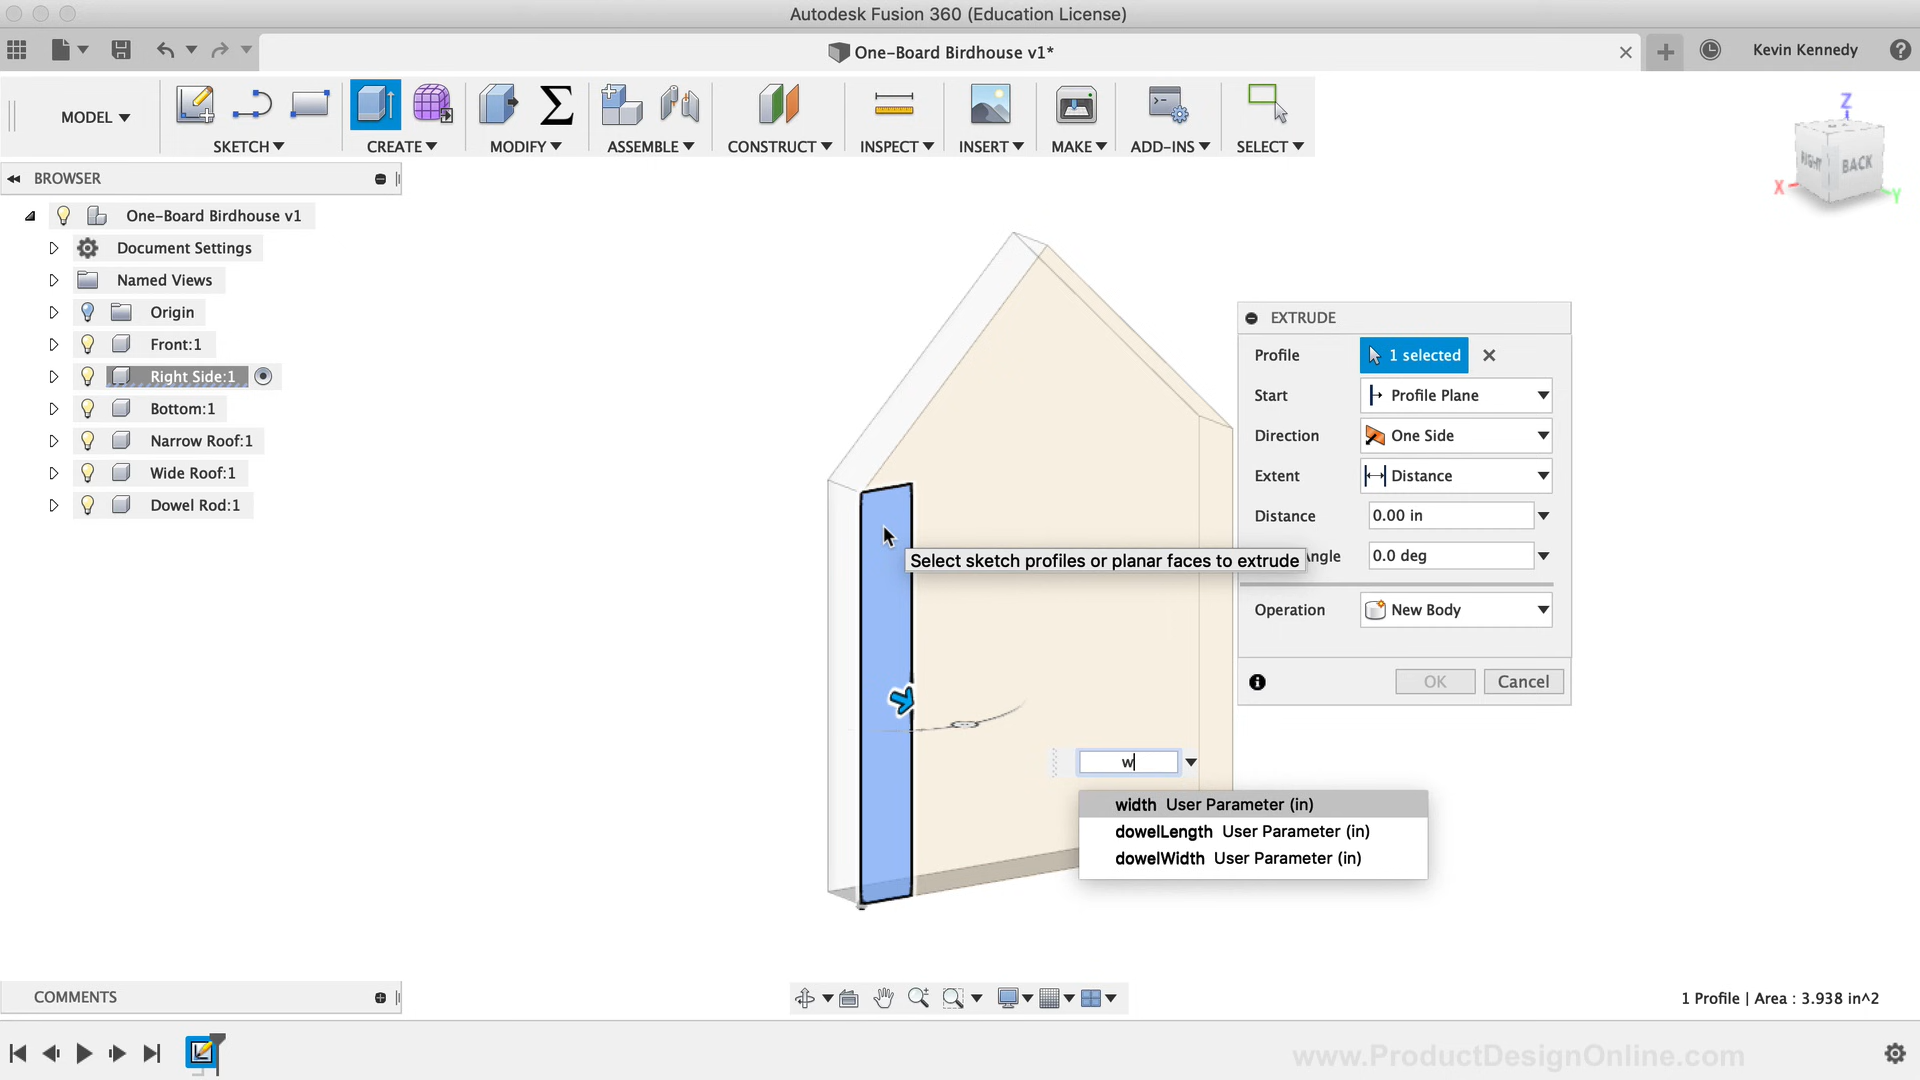 Autodesk Fusion 360 (Education License)
One-Board Birdhouse v1*
Kevin Kennedy
MODEL
SKETCH
CREATE
MODIFY
ASSEMBLE
CONSTRUCT
INSPECT
INSERT
MAKE
ADD-INS
SELECT
Z
RIGHT
BACK
X
Y
BROWSER
One-Board Birdhouse v1
Document Settings
Named Views
Origin
Front:1
Right Side:1
Bottom:1
Narrow Roof:1
Wide Roof:1
Dowel Rod:1
EXTRUDE
Profile 1 selected
Start Profile Plane
Direction One Side
Extent Distance
Distance 0.00 in
Select sketch profiles or planar faces to extrude
Angle 0.0 deg
Operation New Body
OK Cancel
w
width User Parameter (in)
dowelLength User Parameter (in)
dowelWidth User Parameter (in)
COMMENTS
1 Profile | Area : 3.938 in^2
www.ProductDesignOnline.com